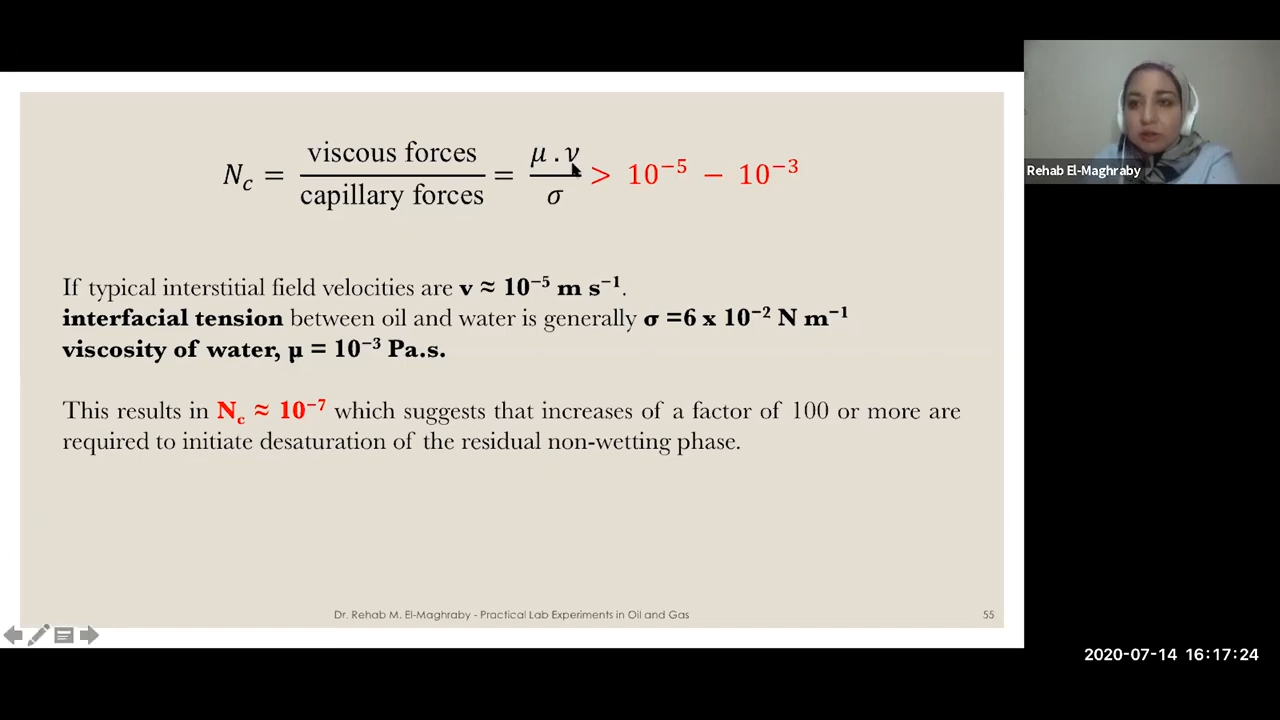 N_c = viscous forces / capillary forces = μ . ν / σ > 10⁻⁵ − 10⁻³
If typical interstitial field velocities are v ≈ 10⁻⁵ m s⁻¹.
interfacial tension between oil and water is generally σ =6 x 10⁻² N m⁻¹
viscosity of water, μ = 10⁻³ Pa.s.
This results in N_c ≈ 10⁻⁷ which suggests that increases of a factor of 100 or more are
required to initiate desaturation of the residual non-wetting phase.
Dr. Rehab M. El-Maghraby - Practical Lab Experiments in Oil and Gas
55
Rehab El-Maghraby
2020-07-14 16:17:24